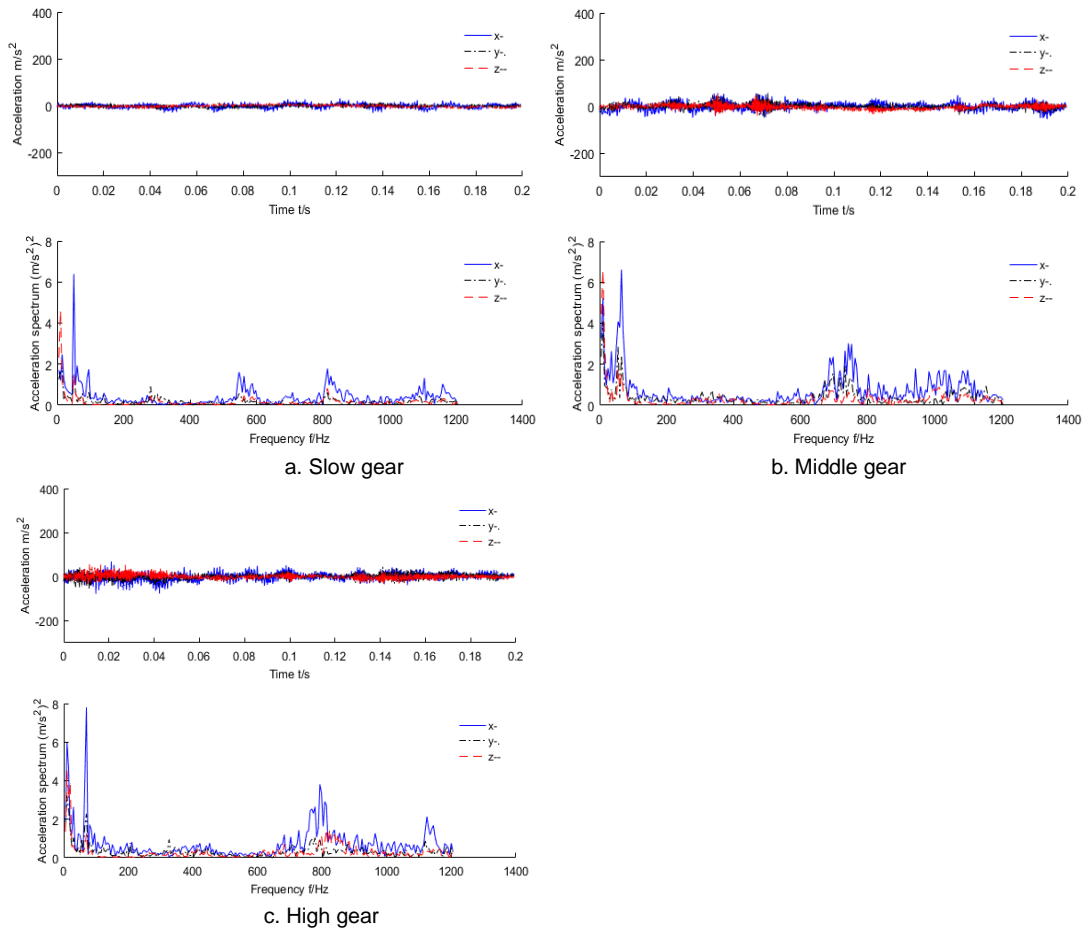 400
200
0
-200
Acceleration m/s2
x-
y-.
z--
0 0.02 0.04 0.06 0.08 0.1 0.12 0.14 0.16 0.18 0.2
Time t/s
8
6
4
2
0
Acceleration spectrum (m/s2)2
x-
y-.
z--
0 200 400 600 800 1000 1200 1400
Frequency f/Hz
a. Slow gear
400
200
0
-200
Acceleration m/s2
x-
y-.
z--
0 0.02 0.04 0.06 0.08 0.1 0.12 0.14 0.16 0.18 0.2
Time t/s
8
6
4
2
0
Acceleration spectrum (m/s2)2
x-
y-.
z--
0 200 400 600 800 1000 1200 1400
Frequency f/Hz
b. Middle gear
400
200
0
-200
Acceleration m/s2
x-
y-.
z--
0 0.02 0.04 0.06 0.08 0.1 0.12 0.14 0.16 0.18 0.2
Time t/s
8
6
4
2
0
Acceleration spectrum (m/s2)2
x-
y-.
z--
0 200 400 600 800 1000 1200 1400
Frequency f/Hz
c. High gear